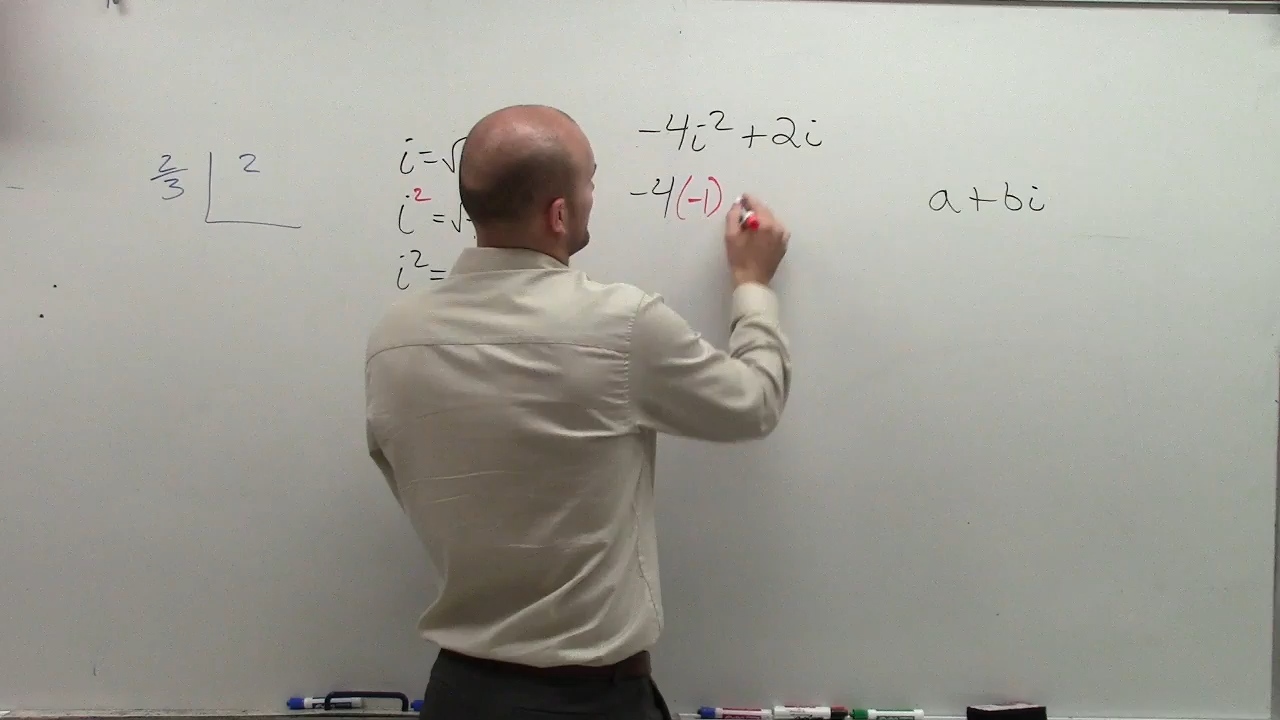 2/3 | 2
i = √
i² = √
i² =
-4i² + 2i
-4(-1)
a + bi